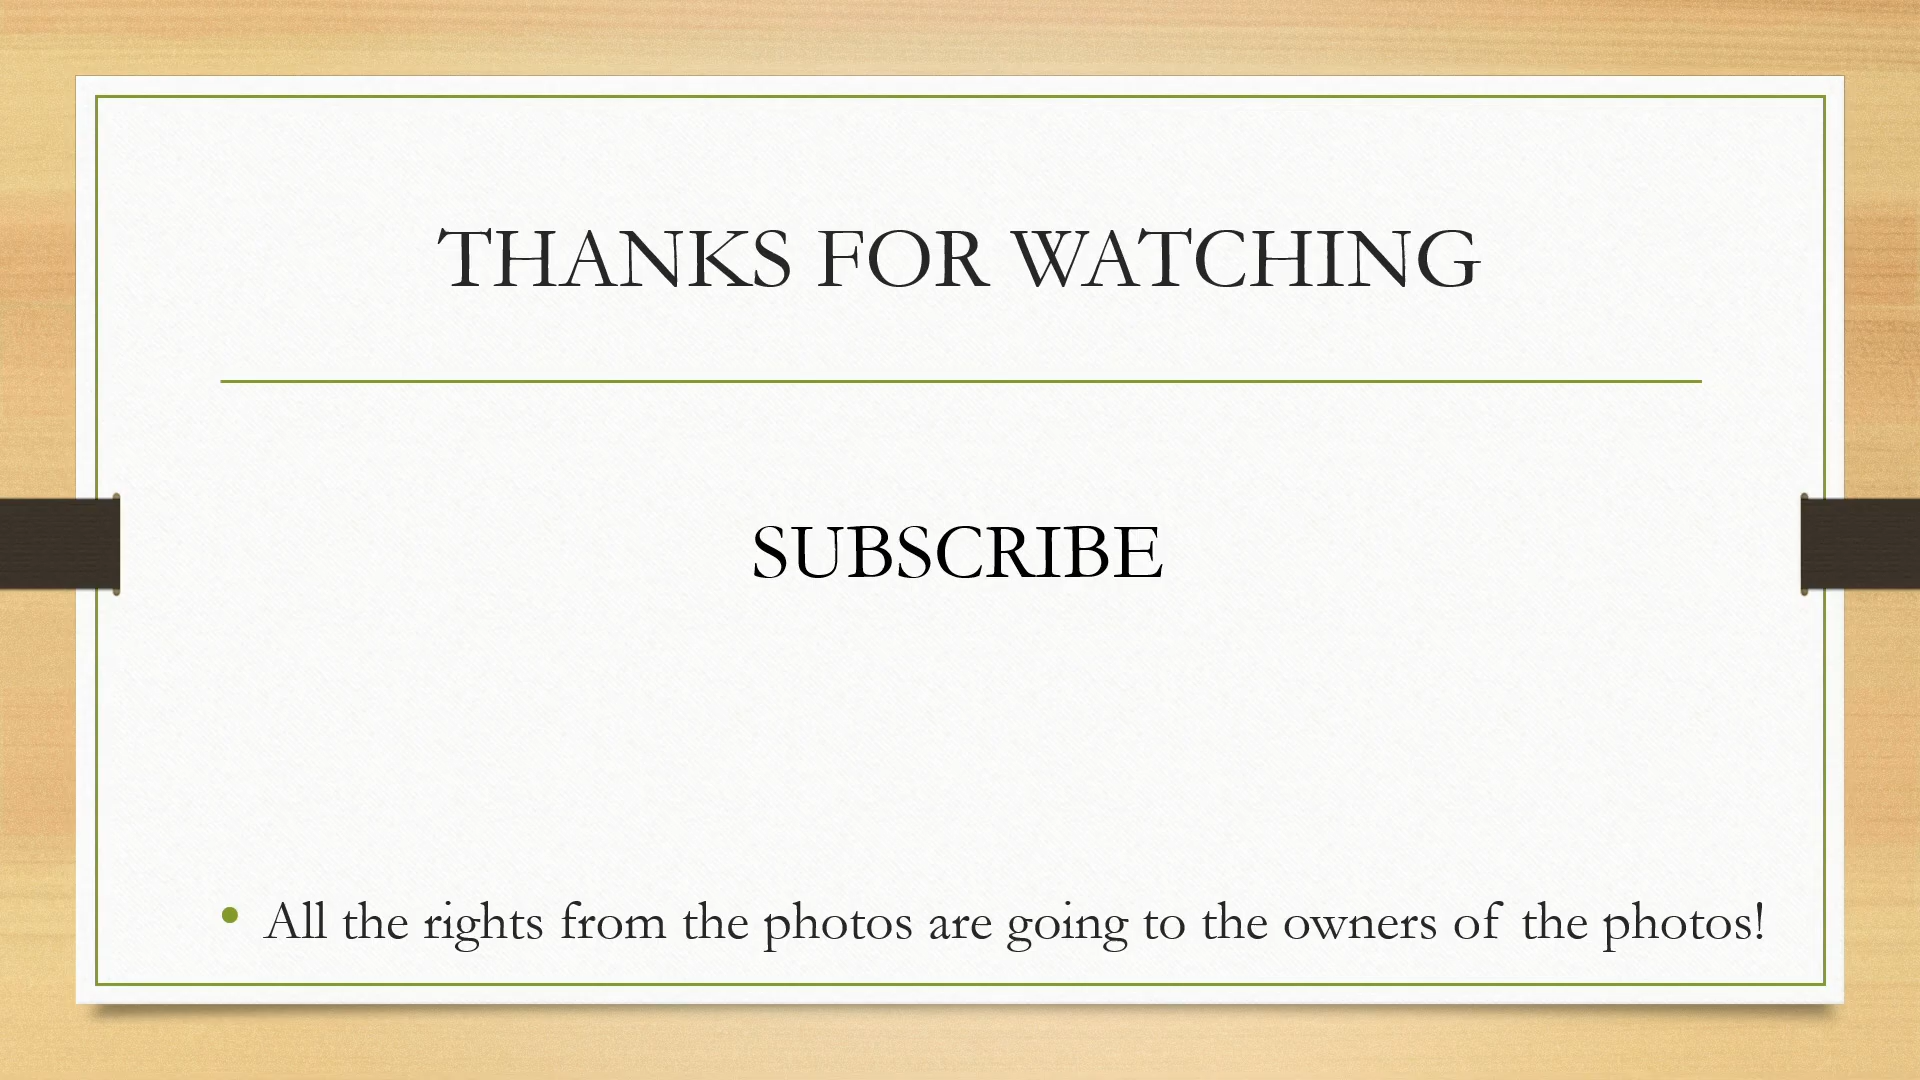 THANKS FOR WATCHING
SUBSCRIBE
• All the rights from the photos are going to the owners of the photos!